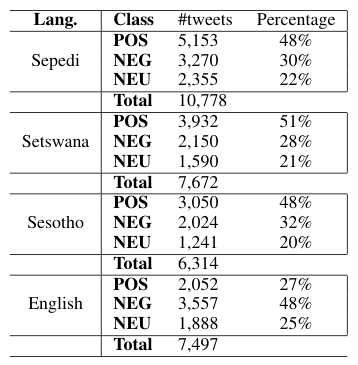 Lang. Class #tweets Percentage
POS 5,153 48%
Sepedi NEG 3,270 30%
NEU 2,355 22%
Total 10,778
POS 3,932 51%
Setswana NEG 2,150 28%
NEU 1,590 21%
Total 7,672
POS 3,050 48%
Sesotho NEG 2,024 32%
NEU 1,241 20%
Total 6,314
POS 2,052 27%
English NEG 3,557 48%
NEU 1,888 25%
Total 7,497